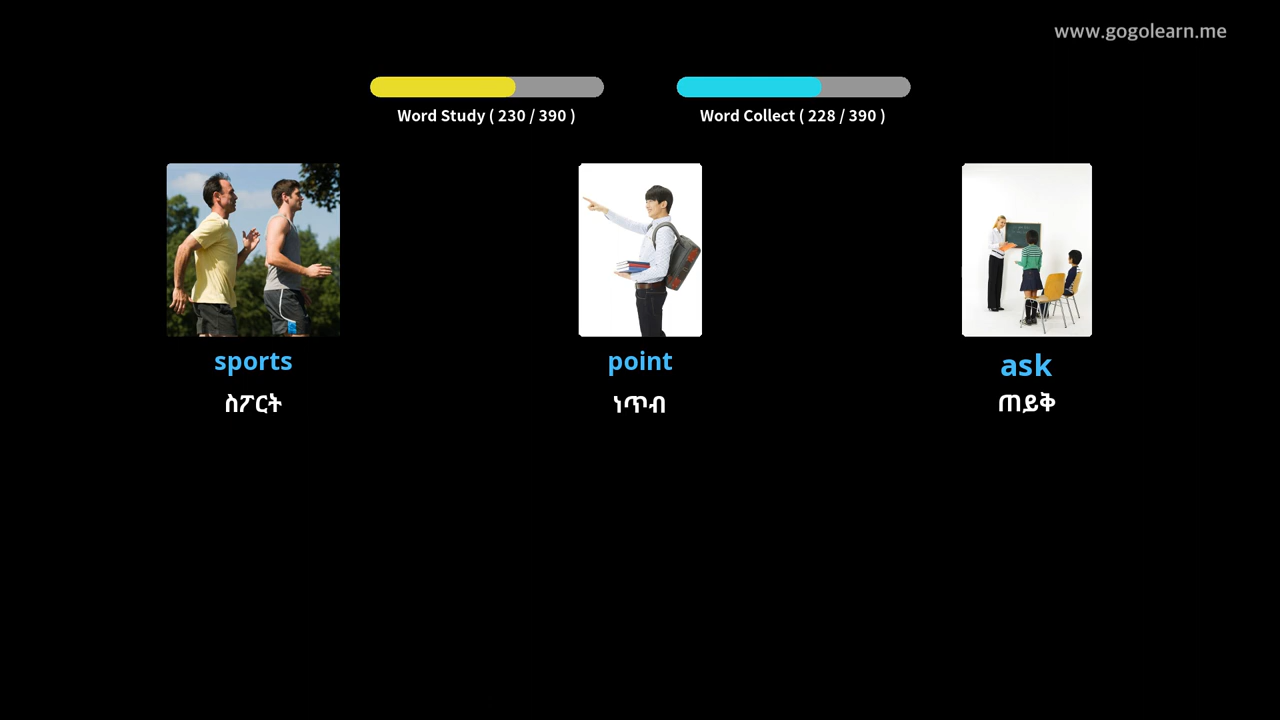 www.gogolearn.me
Word Study ( 230 / 390 )
Word Collect ( 228 / 390 )
sports
point
ask
ስፖርት
ነጥብ
ጠይቅ